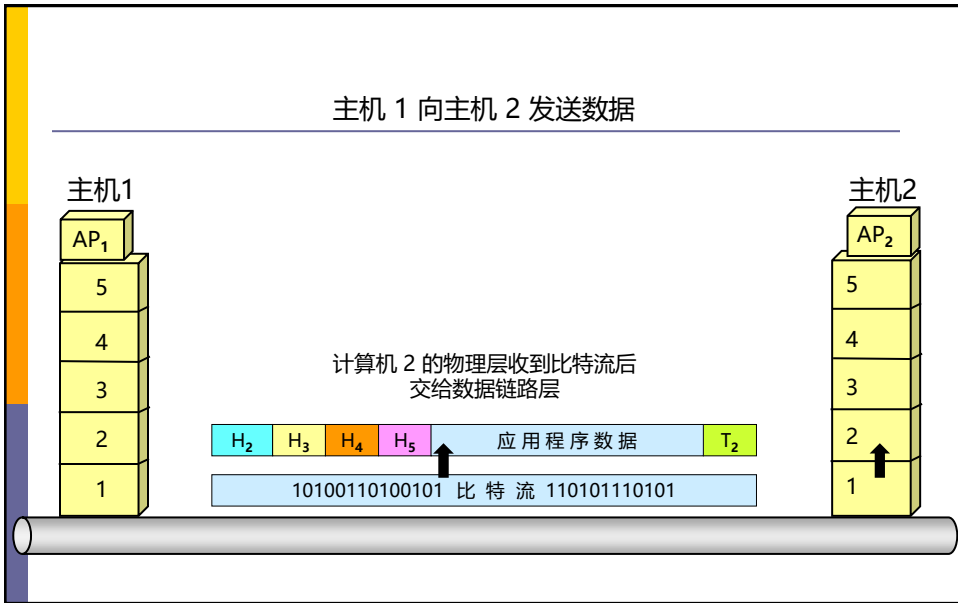 主机 1 向主机 2 发送数据
主机1
主机2
AP₁
AP₂
5
5
4
4
计算机 2 的物理层收到比特流后
交给数据链路层
3
3
H₂ H₃ H₄ H₅ 应 用 程 序 数 据 T₂
2
2
10100110100101 比 特 流 110101110101
1
1